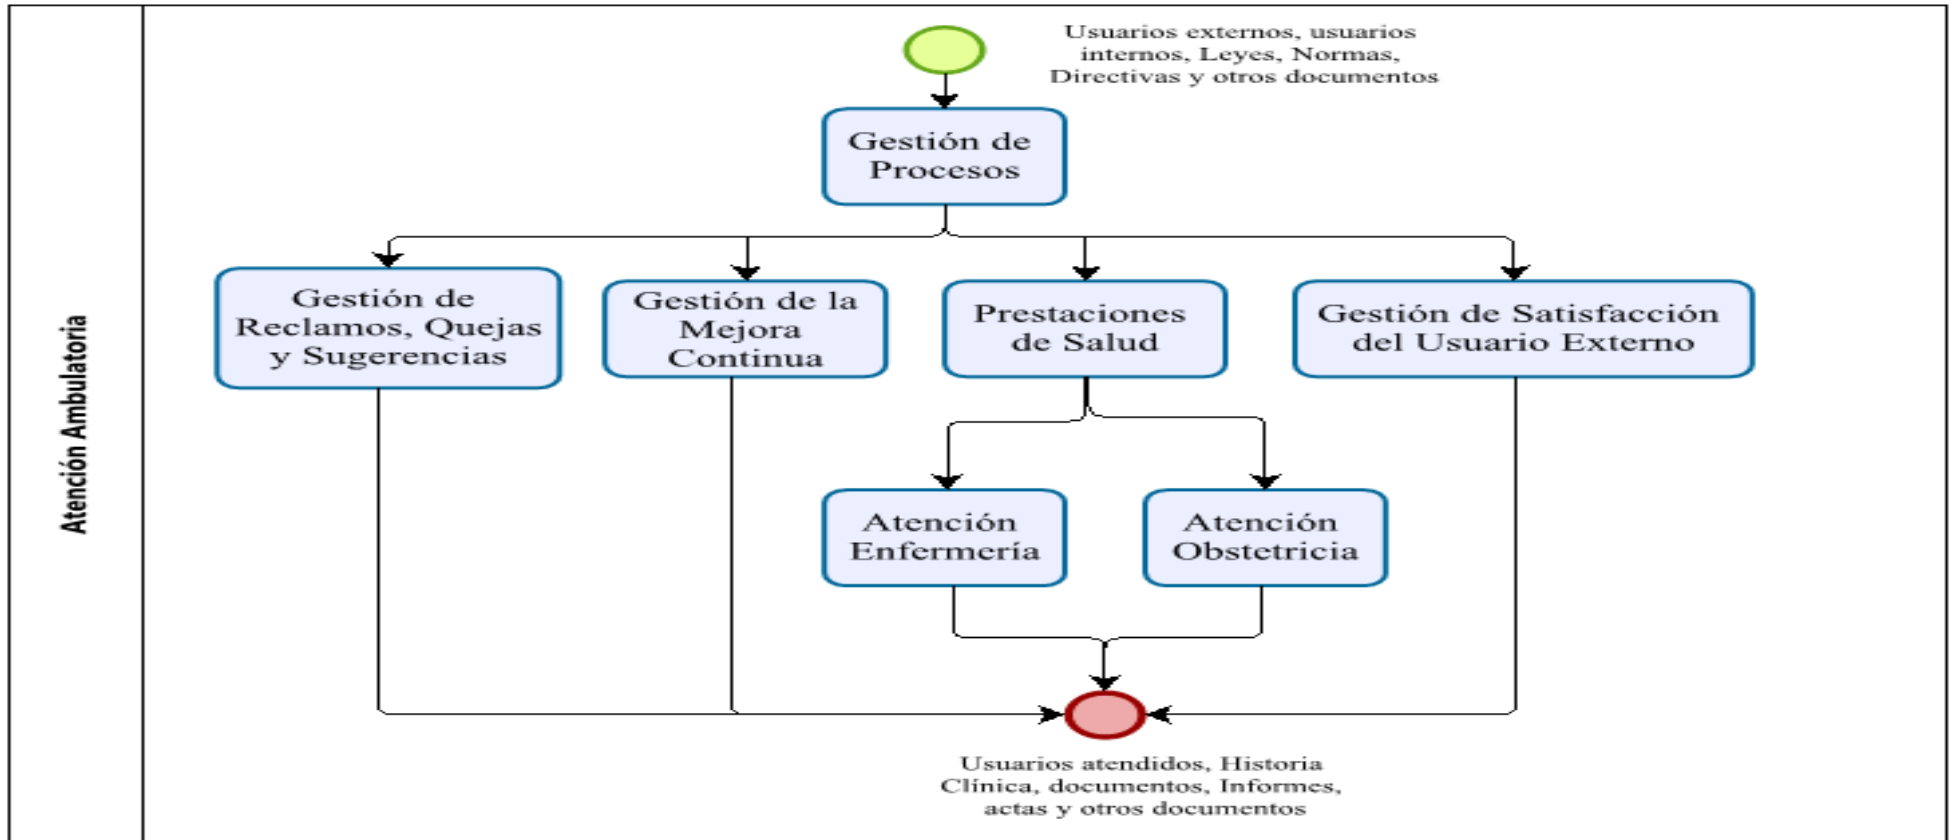 Atención Ambulatoria
Usuarios externos, usuarios
internos, Leyes, Normas,
Directivas y otros documentos
Gestión de
Procesos
Gestión de
Reclamos, Quejas
y Sugerencias
Gestión de la
Mejora
Continua
Prestaciones
de Salud
Gestión de Satisfacción
del Usuario Externo
Atención
Enfermería
Atención
Obstetricia
Usuarios atendidos, Historia
Clínica, documentos, Informes,
actas y otros documentos